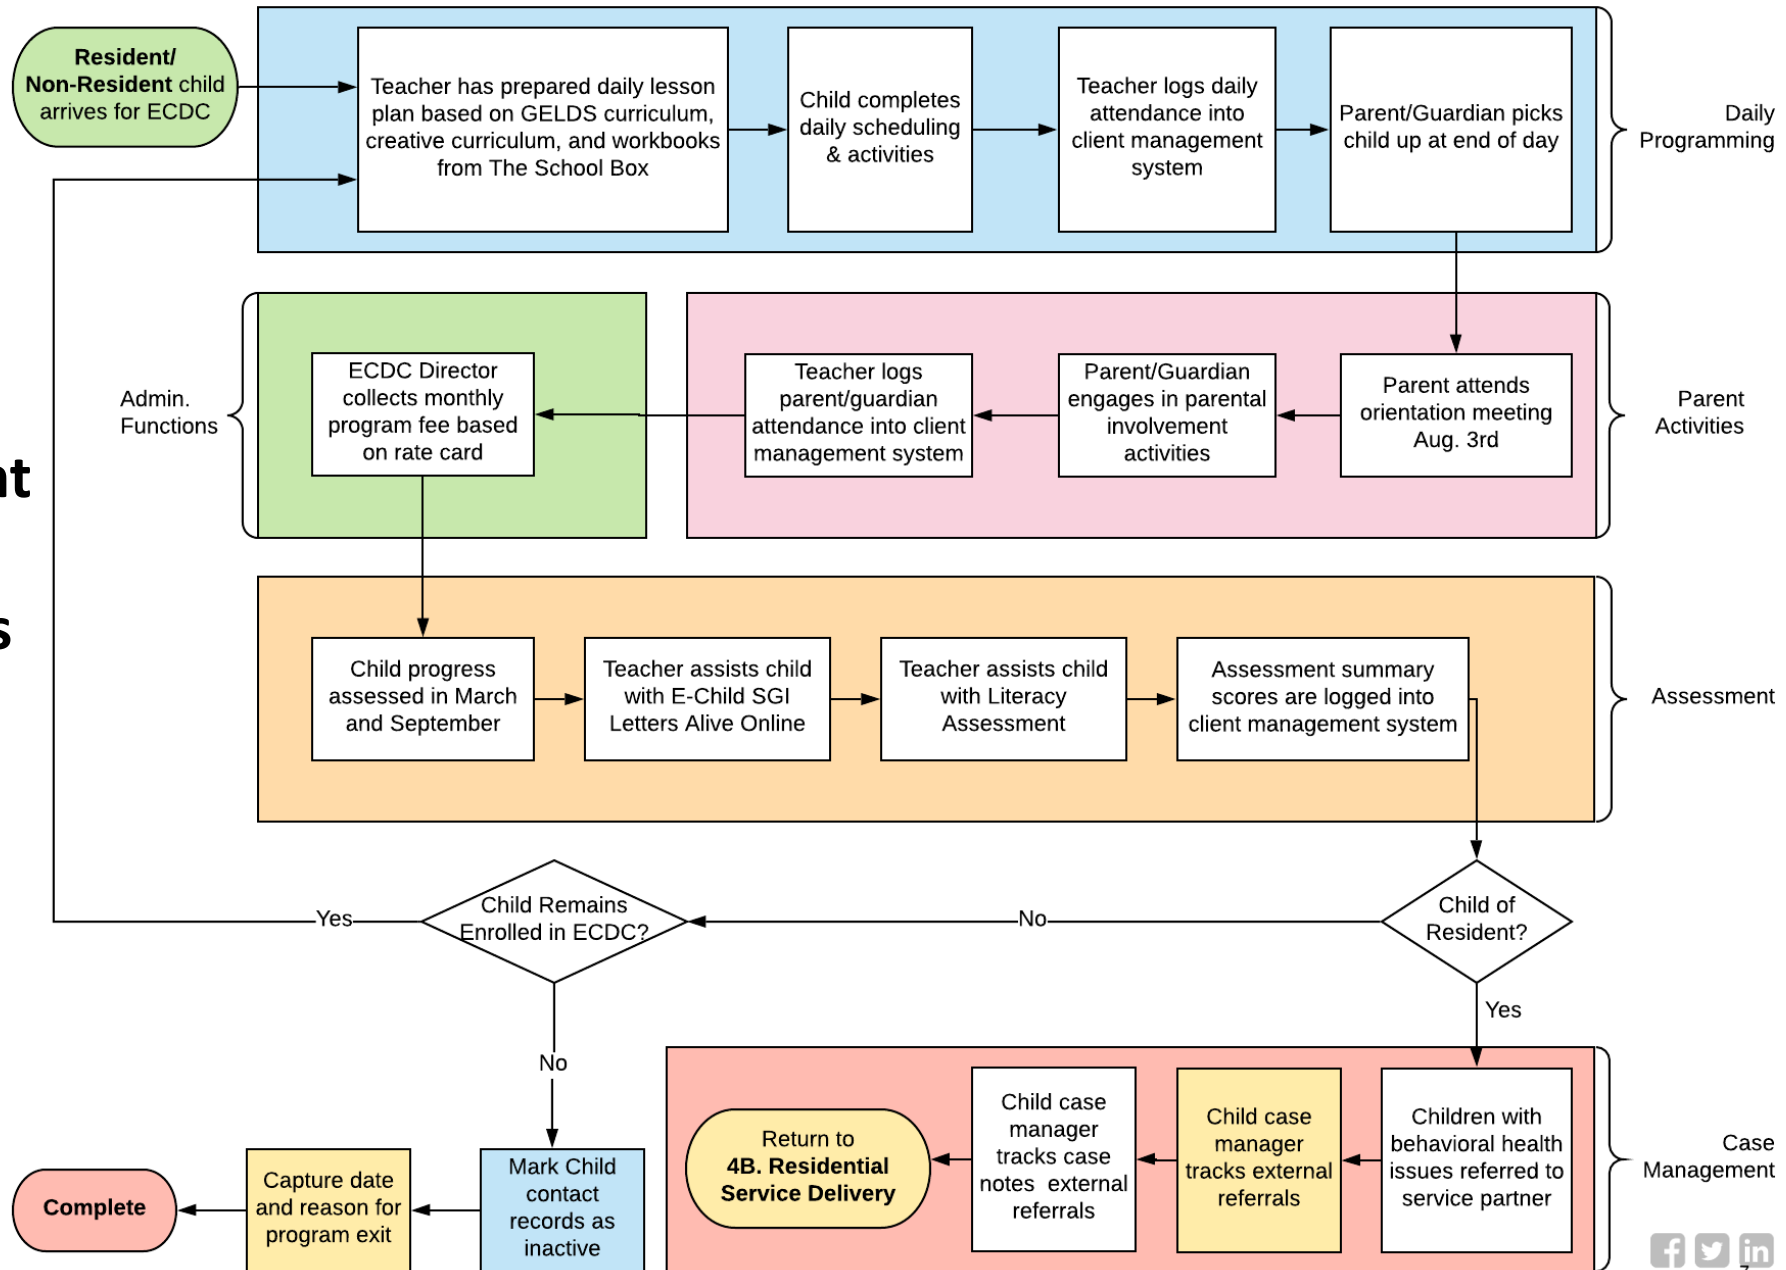 Resident/
Non-Resident child
arrives for ECDC
Teacher has prepared daily lesson
plan based on GELDS curriculum,
creative curriculum, and workbooks
from The School Box
Child completes
daily scheduling
& activities
Teacher logs daily
attendance into
client management
system
Parent/Guardian picks
child up at end of day
Daily
Programming
Admin.
Functions
ECDC Director
collects monthly
program fee based
on rate card
Teacher logs
parent/guardian
attendance into client
management system
Parent/Guardian
engages in parental
involvement
activities
Parent attends
orientation meeting
Aug. 3rd
Parent
Activities
nt
s
Child progress
assessed in March
and September
Teacher assists child
with E-Child SGI
Letters Alive Online
Teacher assists child
with Literacy
Assessment
Assessment summary
scores are logged into
client management system
Assessment
Yes
Child Remains
Enrolled in ECDC?
No
Child of
Resident?
Yes
No
Complete
Capture date
and reason for
program exit
Mark Child
contact
records as
inactive
Return to
4B. Residential
Service Delivery
Child case
manager
tracks case
notes external
referrals
Child case
manager
tracks external
referrals
Children with
behavioral health
issues referred to
service partner
Case
Management
f
in